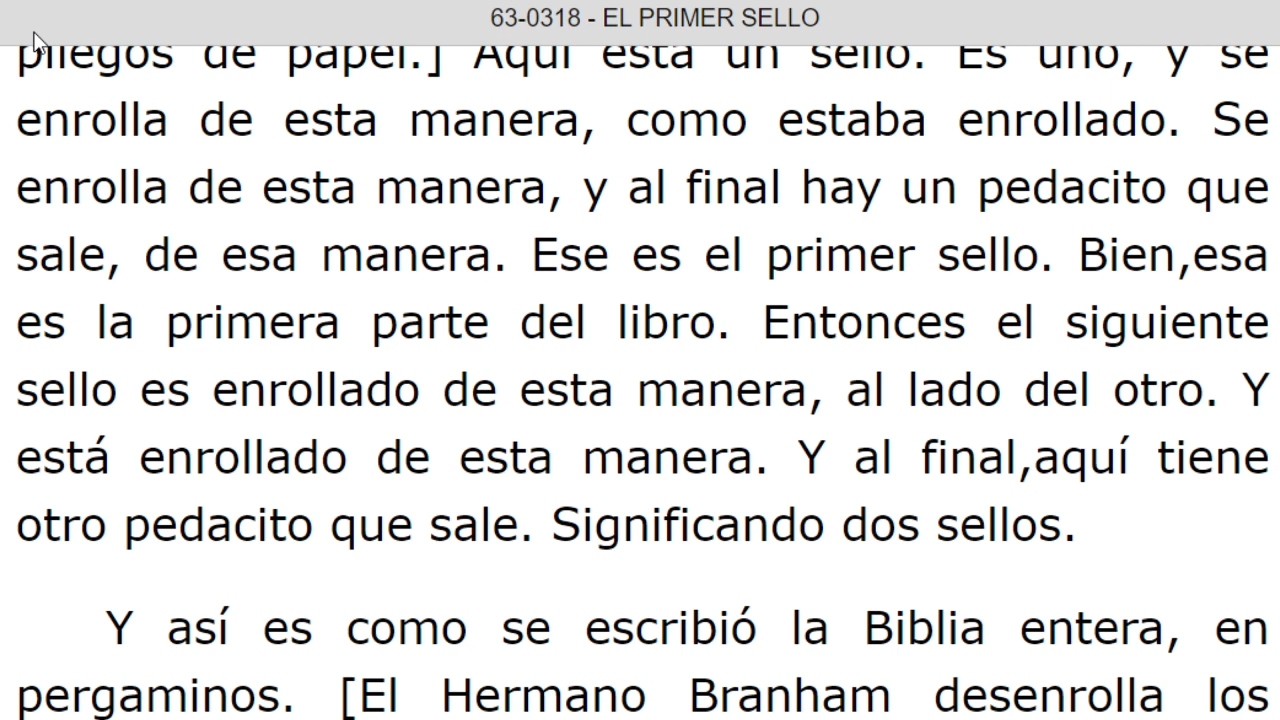 63-0318 - EL PRIMER SELLO
pliegos de papel.] Aquí está un sello. Es uno, y se
enrolla de esta manera, como estaba enrollado. Se
enrolla de esta manera, y al final hay un pedacito que
sale, de esa manera. Ese es el primer sello. Bien,esa
es la primera parte del libro. Entonces el siguiente
sello es enrollado de esta manera, al lado del otro. Y
está enrollado de esta manera. Y al final,aquí tiene
otro pedacito que sale. Significando dos sellos.
Y así es como se escribió la Biblia entera, en
pergaminos. [El Hermano Branham desenrolla los